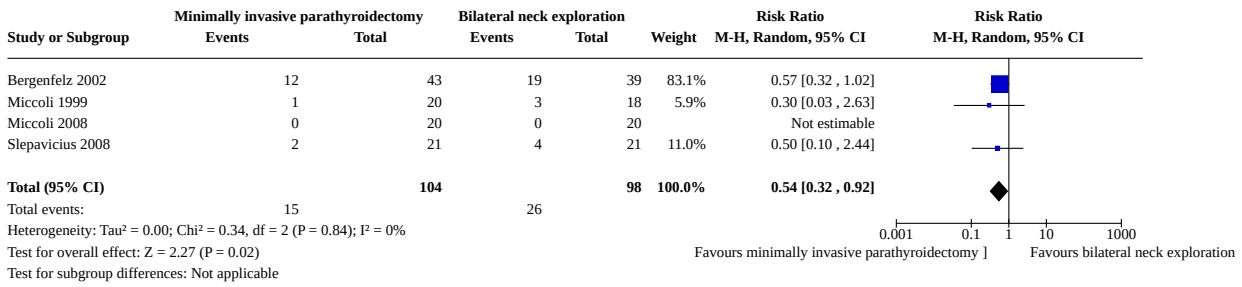 Minimally invasive parathyroidectomy Bilateral neck exploration Risk Ratio Risk Ratio
Study or Subgroup Events Total Events Total Weight M-H, Random, 95% CI M-H, Random, 95% CI
Bergenfelz 2002 12 43 19 39 83.1% 0.57 [0.32 , 1.02]
Miccoli 1999 1 20 3 18 5.9% 0.30 [0.03 , 2.63]
Miccoli 2008 0 20 0 20 Not estimable
Slepavicius 2008 2 21 4 21 11.0% 0.50 [0.10 , 2.44]
Total (95% CI) 104 98 100.0% 0.54 [0.32 , 0.92]
Total events: 15 26
Heterogeneity: Tau² = 0.00; Chi² = 0.34, df = 2 (P = 0.84); I² = 0% 0.001 0.1 1 10 1000
Test for overall effect: Z = 2.27 (P = 0.02) Favours minimally invasive parathyroidectomy ] Favours bilateral neck exploration
Test for subgroup differences: Not applicable